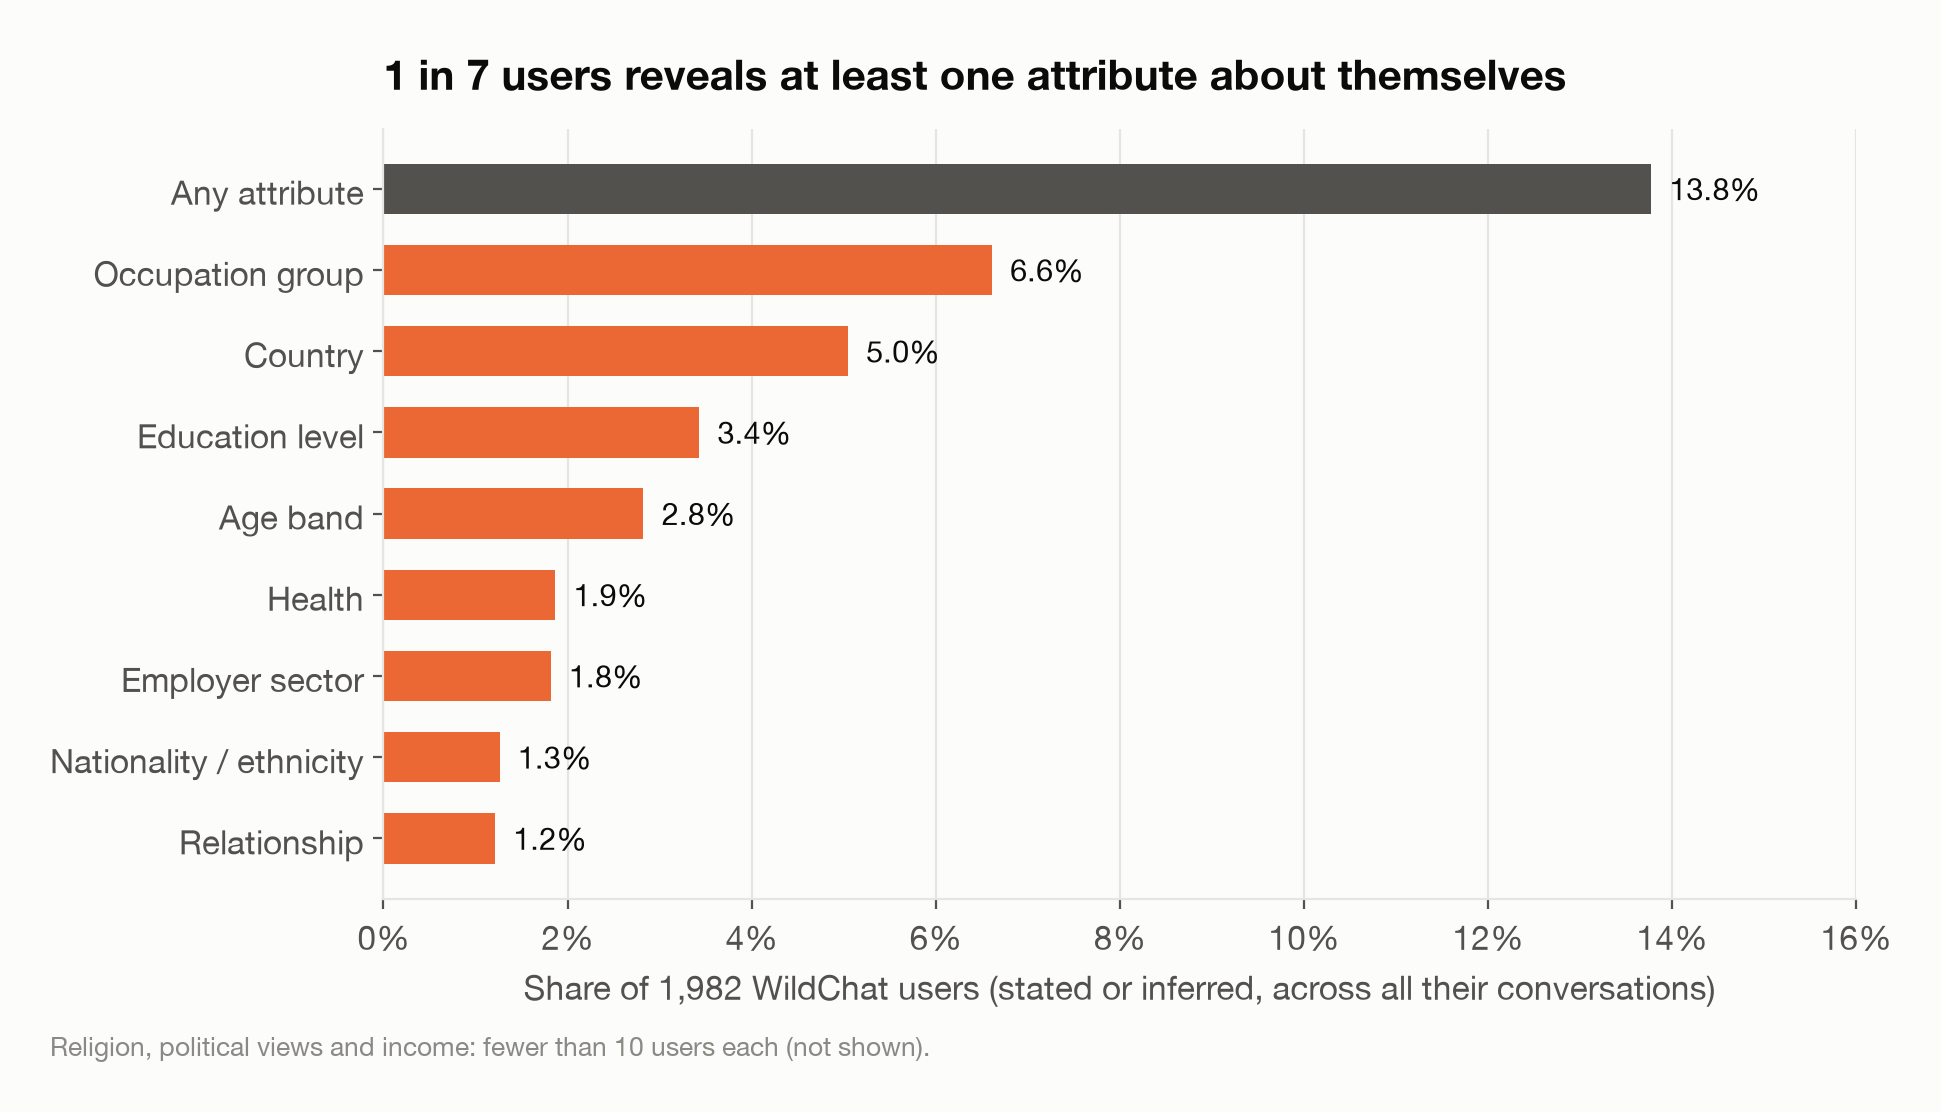 1 in 7 users reveals at least one attribute about themselves
Any attribute 13.8%
Occupation group 6.6%
Country 5.0%
Education level 3.4%
Age band 2.8%
Health 1.9%
Employer sector 1.8%
Nationality / ethnicity 1.3%
Relationship 1.2%
0% 2% 4% 6% 8% 10% 12% 14% 16%
Share of 1,982 WildChat users (stated or inferred, across all their conversations)
Religion, political views and income: fewer than 10 users each (not shown).